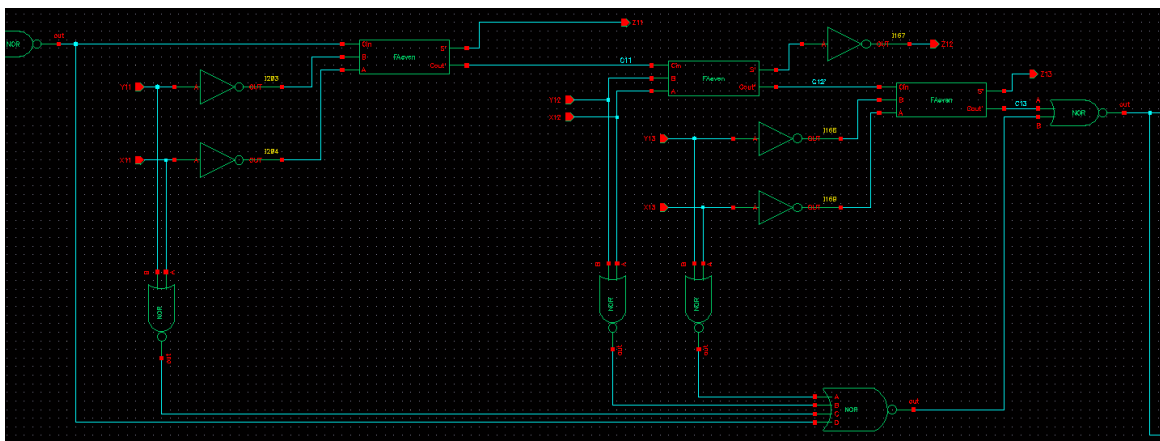 NOR
out
Cin
B
A
FAeven
S'
Cout'
Z11
Y11
A
OUT
I203
X11
A
OUT
I204
B
A
NOR
out
C11
Cin
B
A
FAeven
S'
Cout'
Y12
X12
A
OUT
I167
Z12
C12'
Cin
B
A
FAeven
S'
Cout'
Z13
C13
A
B
NOR
out
Y13
A
OUT
I166
X13
A
OUT
I168
B
A
NOR
out
B
A
NOR
out
A
B
C
D
NOR
out